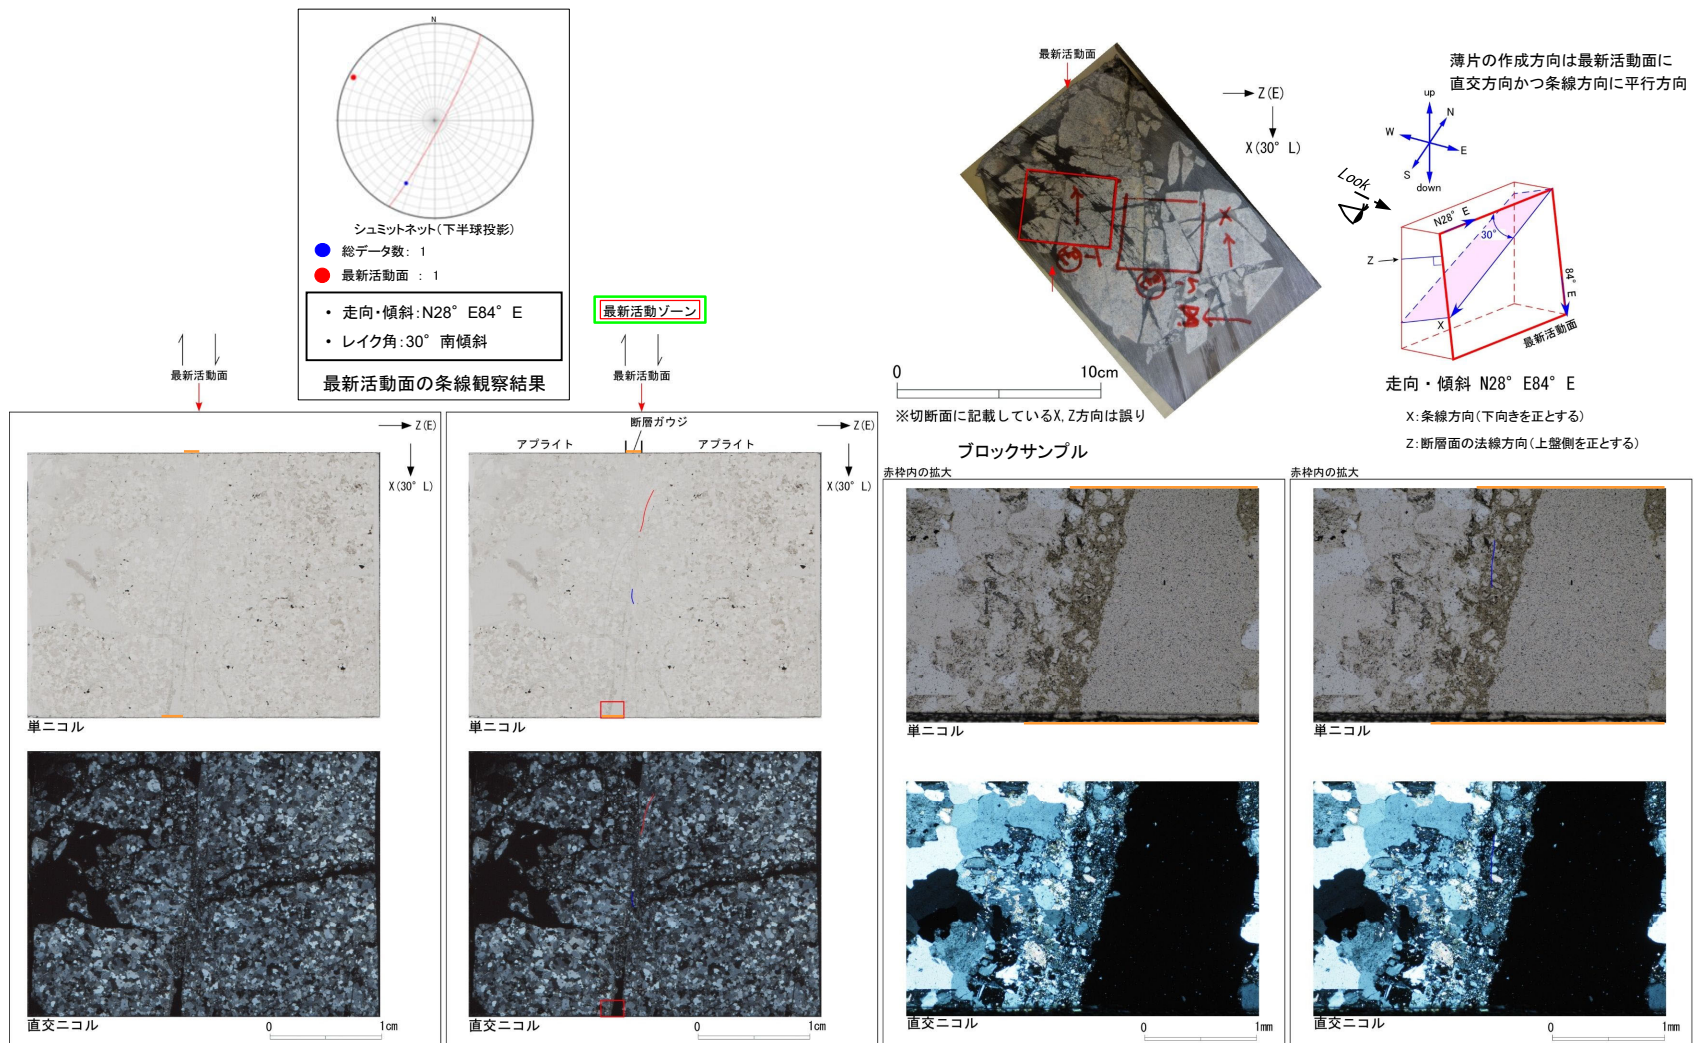 N
シュミットネット(下半球投影)
総データ数: 1
最新活動面 : 1
・ 走向・傾斜:N28°E84°E
・ レイク角:30°南傾斜
最新活動面の条線観察結果
最新活動ゾーン
最新活動面
最新活動面
Z(E)
X(30°L)
断層ガウジ
アプライト
アプライト
Z(E)
X(30°L)
単ニコル
単ニコル
直交ニコル
0
1cm
直交ニコル
0
1cm
最新活動面
Z(E)
X(30°L)
0
10cm
※切断面に記載しているX,Z方向は誤り
ブロックサンプル
薄片の作成方向は最新活動面に
直交方向かつ条線方向に平行方向
up
N
W
E
S
down
Look
N28°E
30°
Z
84°E
X
最新活動面
走向・傾斜 N28°E84°E
X:条線方向(下向きを正とする)
Z:断層面の法線方向(上盤側を正とする)
赤枠内の拡大
赤枠内の拡大
単ニコル
単ニコル
直交ニコル
0
1mm
直交ニコル
0
1mm